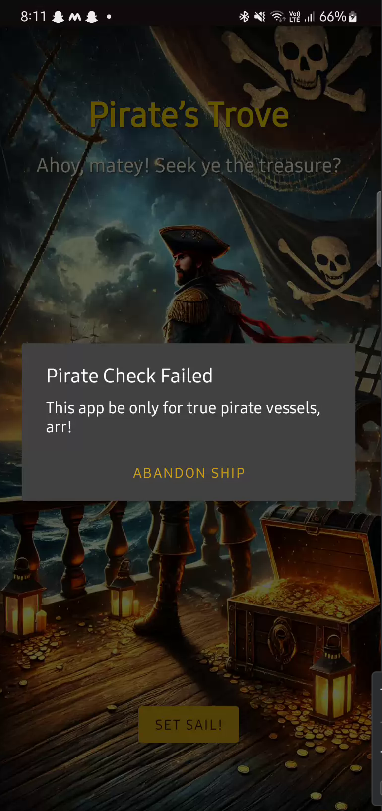 8:11 66%
Pirate's Trove
Ahoy, matey! Seek ye the treasure?
Pirate Check Failed
This app be only for true pirate vessels,
arr!
ABANDON SHIP
SET SAIL!